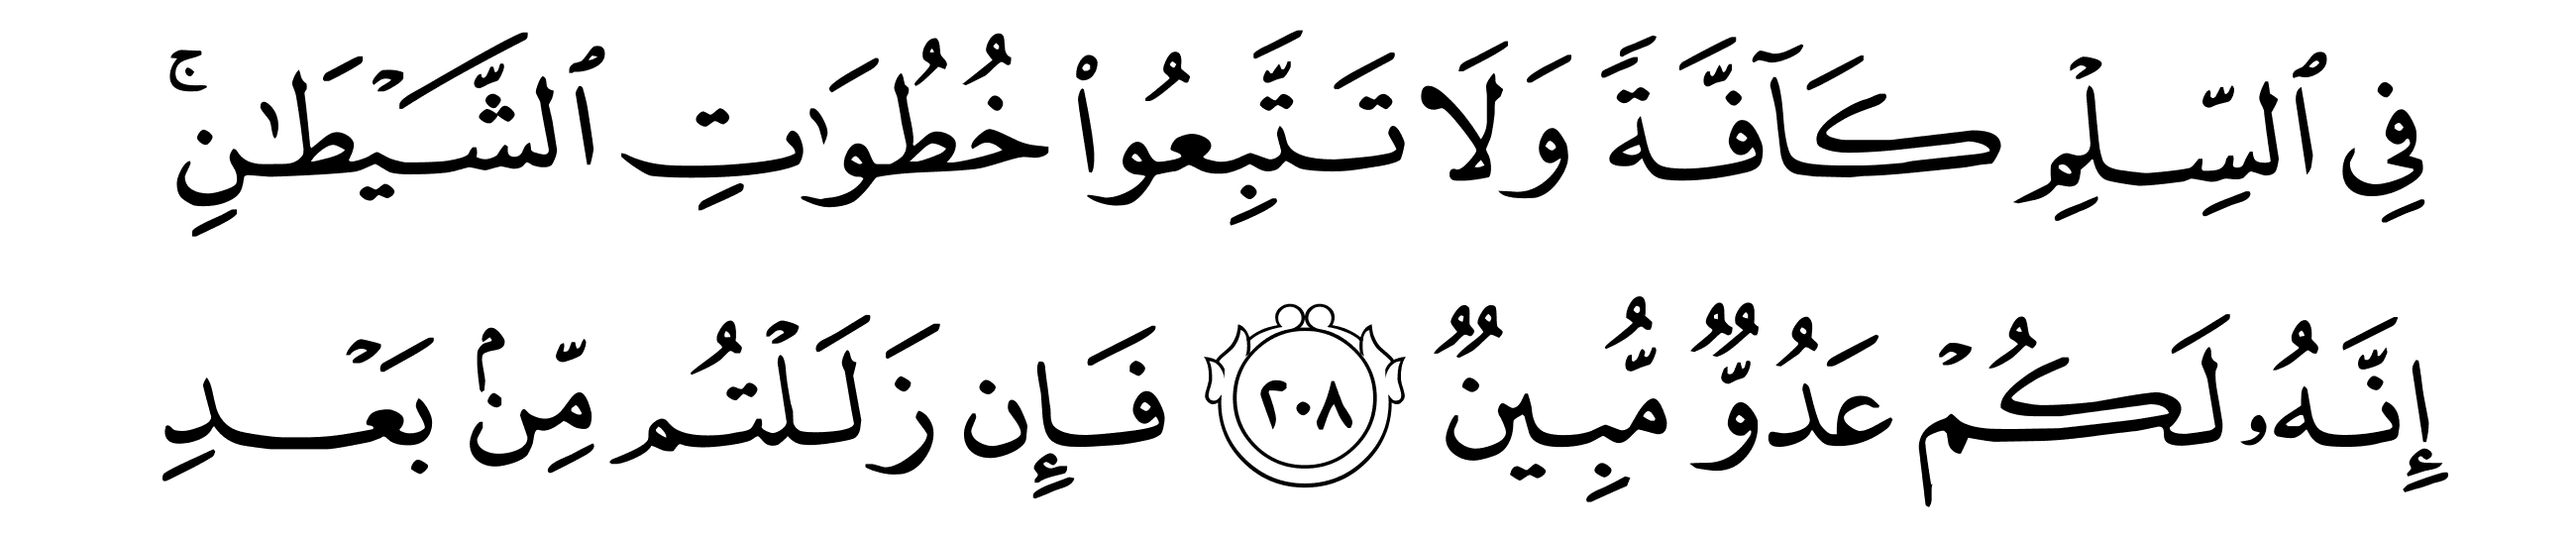 فِي ٱلسِّلۡمِ كَآفَّةٗ وَلَا تَتَّبِعُواْ خُطُوَٰتِ ٱلشَّيۡطَٰنِۚ
إِنَّهُۥ لَكُمۡ عَدُوّٞ مُّبِينٞ ٢٠٨ فَإِن زَلَلۡتُم مِّنۢ بَعۡدِ